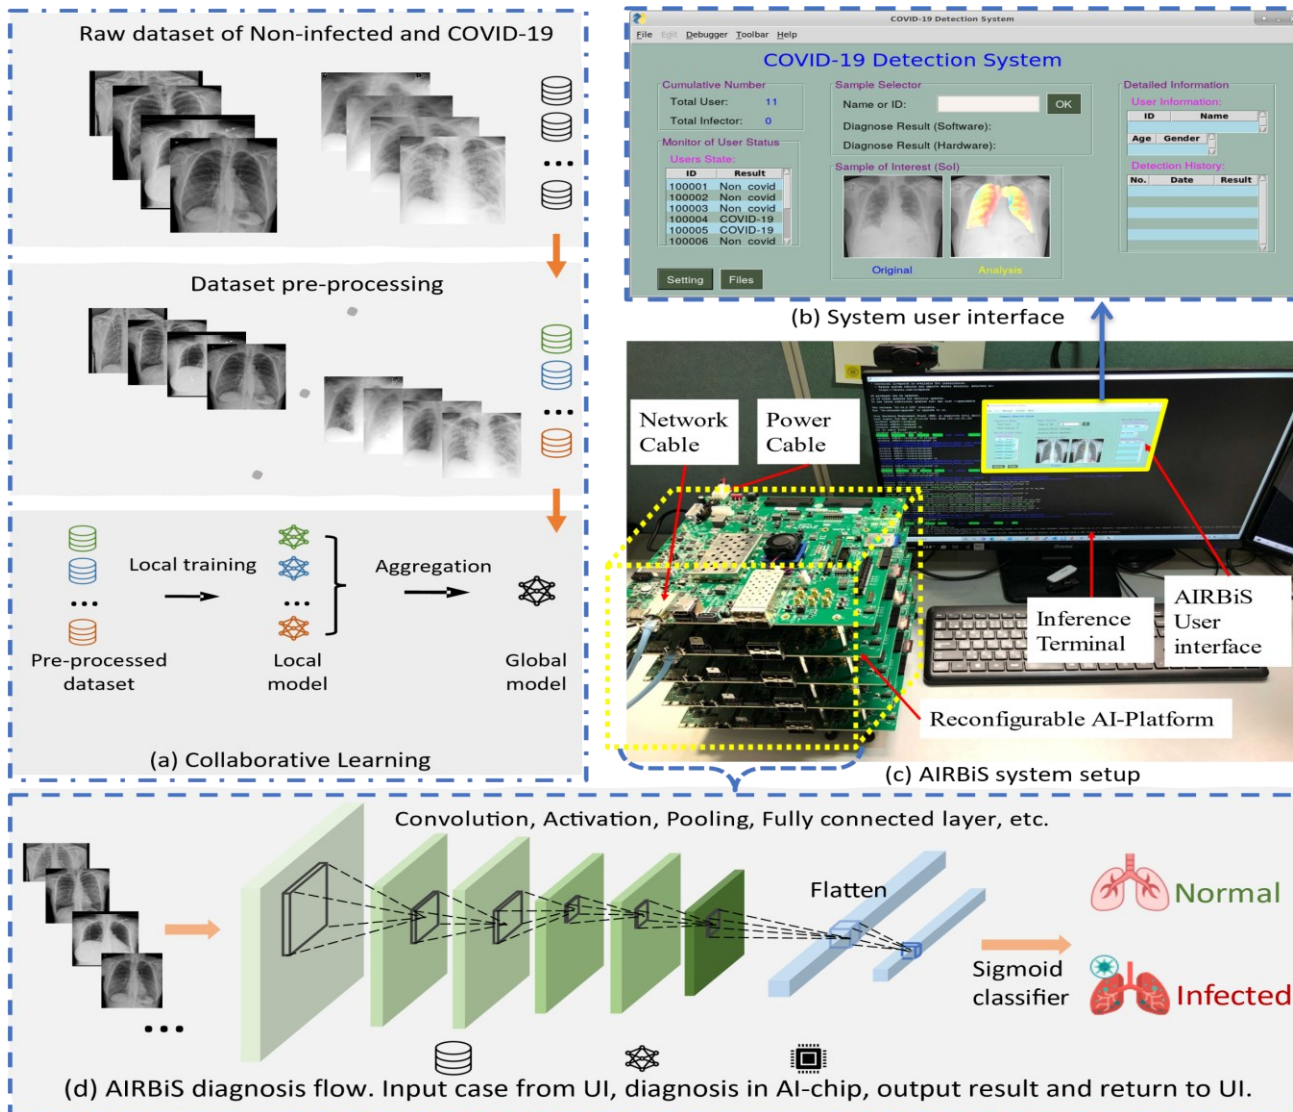 Raw dataset of Non-infected and COVID-19
Dataset pre-processing
Local training
Aggregation
Pre-processed
dataset
Local
model
Global
model
(a) Collaborative Learning
COVID-19 Detection System
File Edit Debugger Toolbar Help
COVID-19 Detection System
Cumulative Number
Total User: 11
Total Infector: 0
Monitor of User Status
Users State:
ID Result
100001 Non covid
100002 Non covid
100003 Non covid
100004 COVID-19
100005 COVID-19
100006 Non covid
Setting Files
Sample Selector
Name or ID: OK
Diagnose Result (Software):
Diagnose Result (Hardware):
Sample of Interest (SoI)
Original Analysis
Detailed Information
User Information:
ID Name
Age Gender
Detection History:
No. Date Result
(b) System user interface
Network
Cable
Power
Cable
Inference
Terminal
AIRBiS
User
interface
Reconfigurable AI-Platform
(c) AIRBiS system setup
Convolution, Activation, Pooling, Fully connected layer, etc.
Flatten
Sigmoid
classifier
Normal
Infected
(d) AIRBiS diagnosis flow. Input case from UI, diagnosis in AI-chip, output result and return to UI.